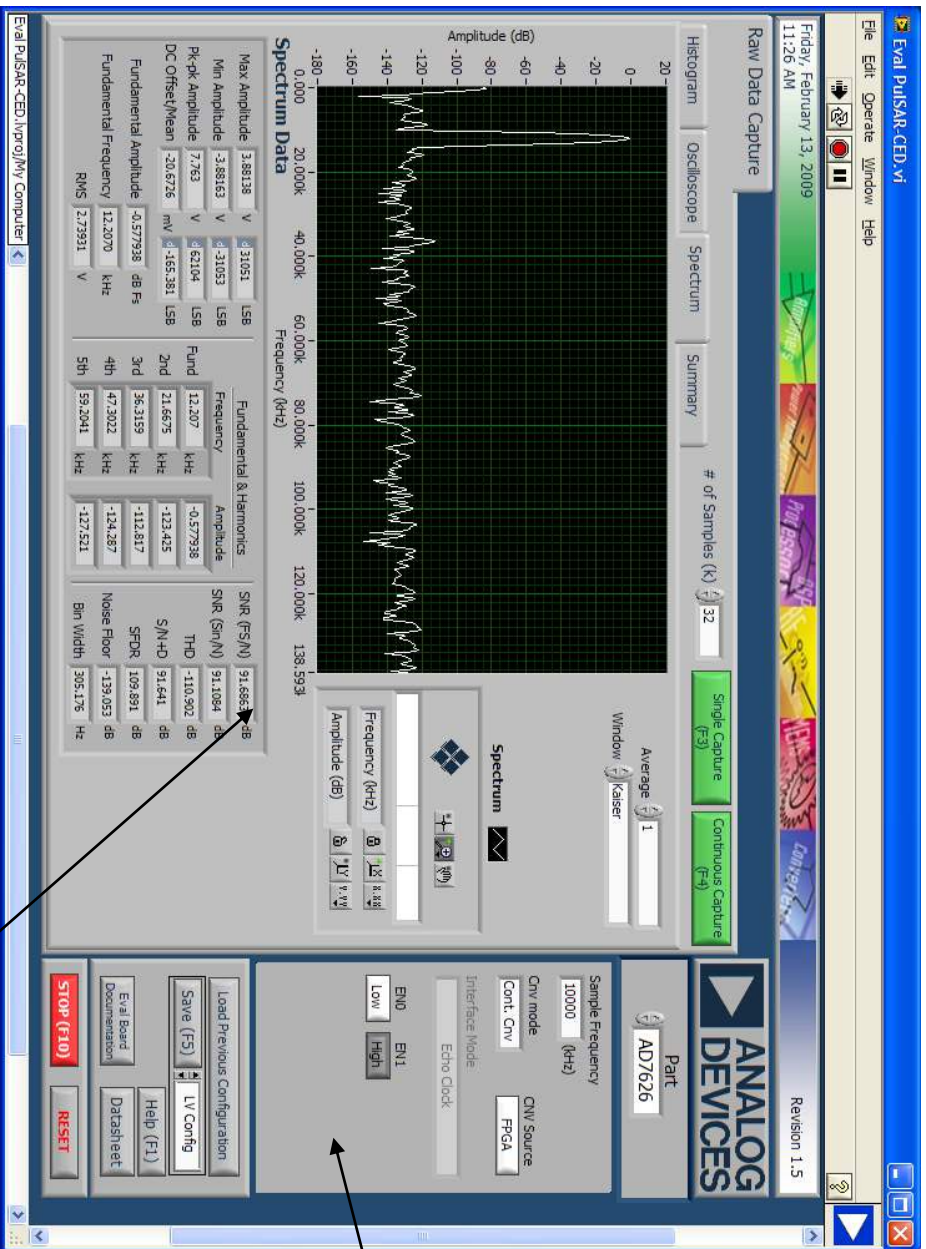 Eval PulSAR-CED.vi
File Edit Operate Window Help
Friday, February 13, 2009
11:26 AM
Amplifiers
Power Management
Processors
DSP
RF
MEMS
Converters
Revision 1.5
Raw Data Capture
# of Samples (k) 32
Single Capture
(F3)
Continuous Capture
(F4)
Histogram
Oscilloscope
Spectrum
Summary
Average 1
Window Kaiser
Amplitude (dB)
20-
0-
-20-
-40-
-60-
-80-
-100-
-120-
-140-
-160-
-180-
0.000
20.000k
40.000k
60.000k
80.000k
100.000k
120.000k
138.593k
Frequency (kHz)
Spectrum
Frequency (kHz) X.XX
Amplitude (dB) Y.YY
Spectrum Data
Max Amplitude 3.88138 V d 31051 LSB
Min Amplitude -3.88163 V d -31053 LSB
Pk-pk Amplitude 7.763 V d 62104 LSB
DC Offset/Mean -20.6726 mV d -165.381 LSB
Fundamental Amplitude -0.577938 dB Fs
Fundamental Frequency 12.2070 kHz
RMS 2.73931 V
Fundamental & Harmonics
Frequency Amplitude
Fund 12.207 kHz -0.577938
2nd 21.6675 kHz -123.425
3rd 36.3159 kHz -112.817
4th 47.3022 kHz -124.287
5th 59.2041 kHz -127.521
SNR (FS/N) 91.6863 dB
SNR (Sin/N) 91.1084 dB
THD -110.902 dB
S/N+D 91.641 dB
SFDR 109.891 dB
Noise Floor -139.053 dB
Bin Width 305.176 Hz
ANALOG
DEVICES
Part
AD7626
Sample Frequency
10000 (kHz)
Cnv mode
Cont. Cnv
CNV Source
FPGA
Interface Mode
Echo Clock
EN0 EN1
Low High
Load Previous Configuration
Save (F5) LV Config
Eval Board
Documentation
Help (F1)
Datasheet
STOP (F10) RESET
Eval PulSAR-CED.lvproj/My Computer